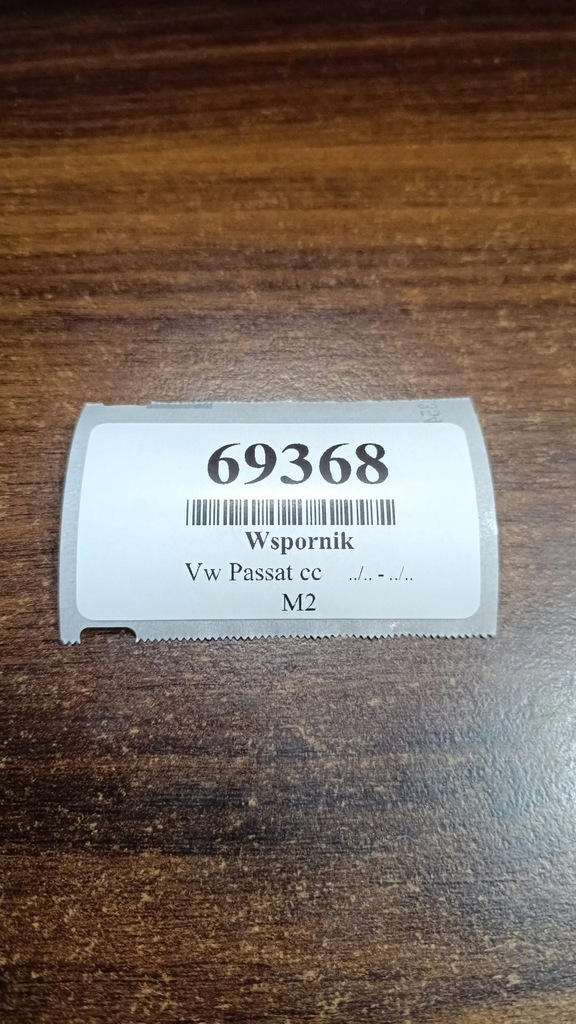 69368
Wspornik
Vw Passat cc ../.. - ../..
M2